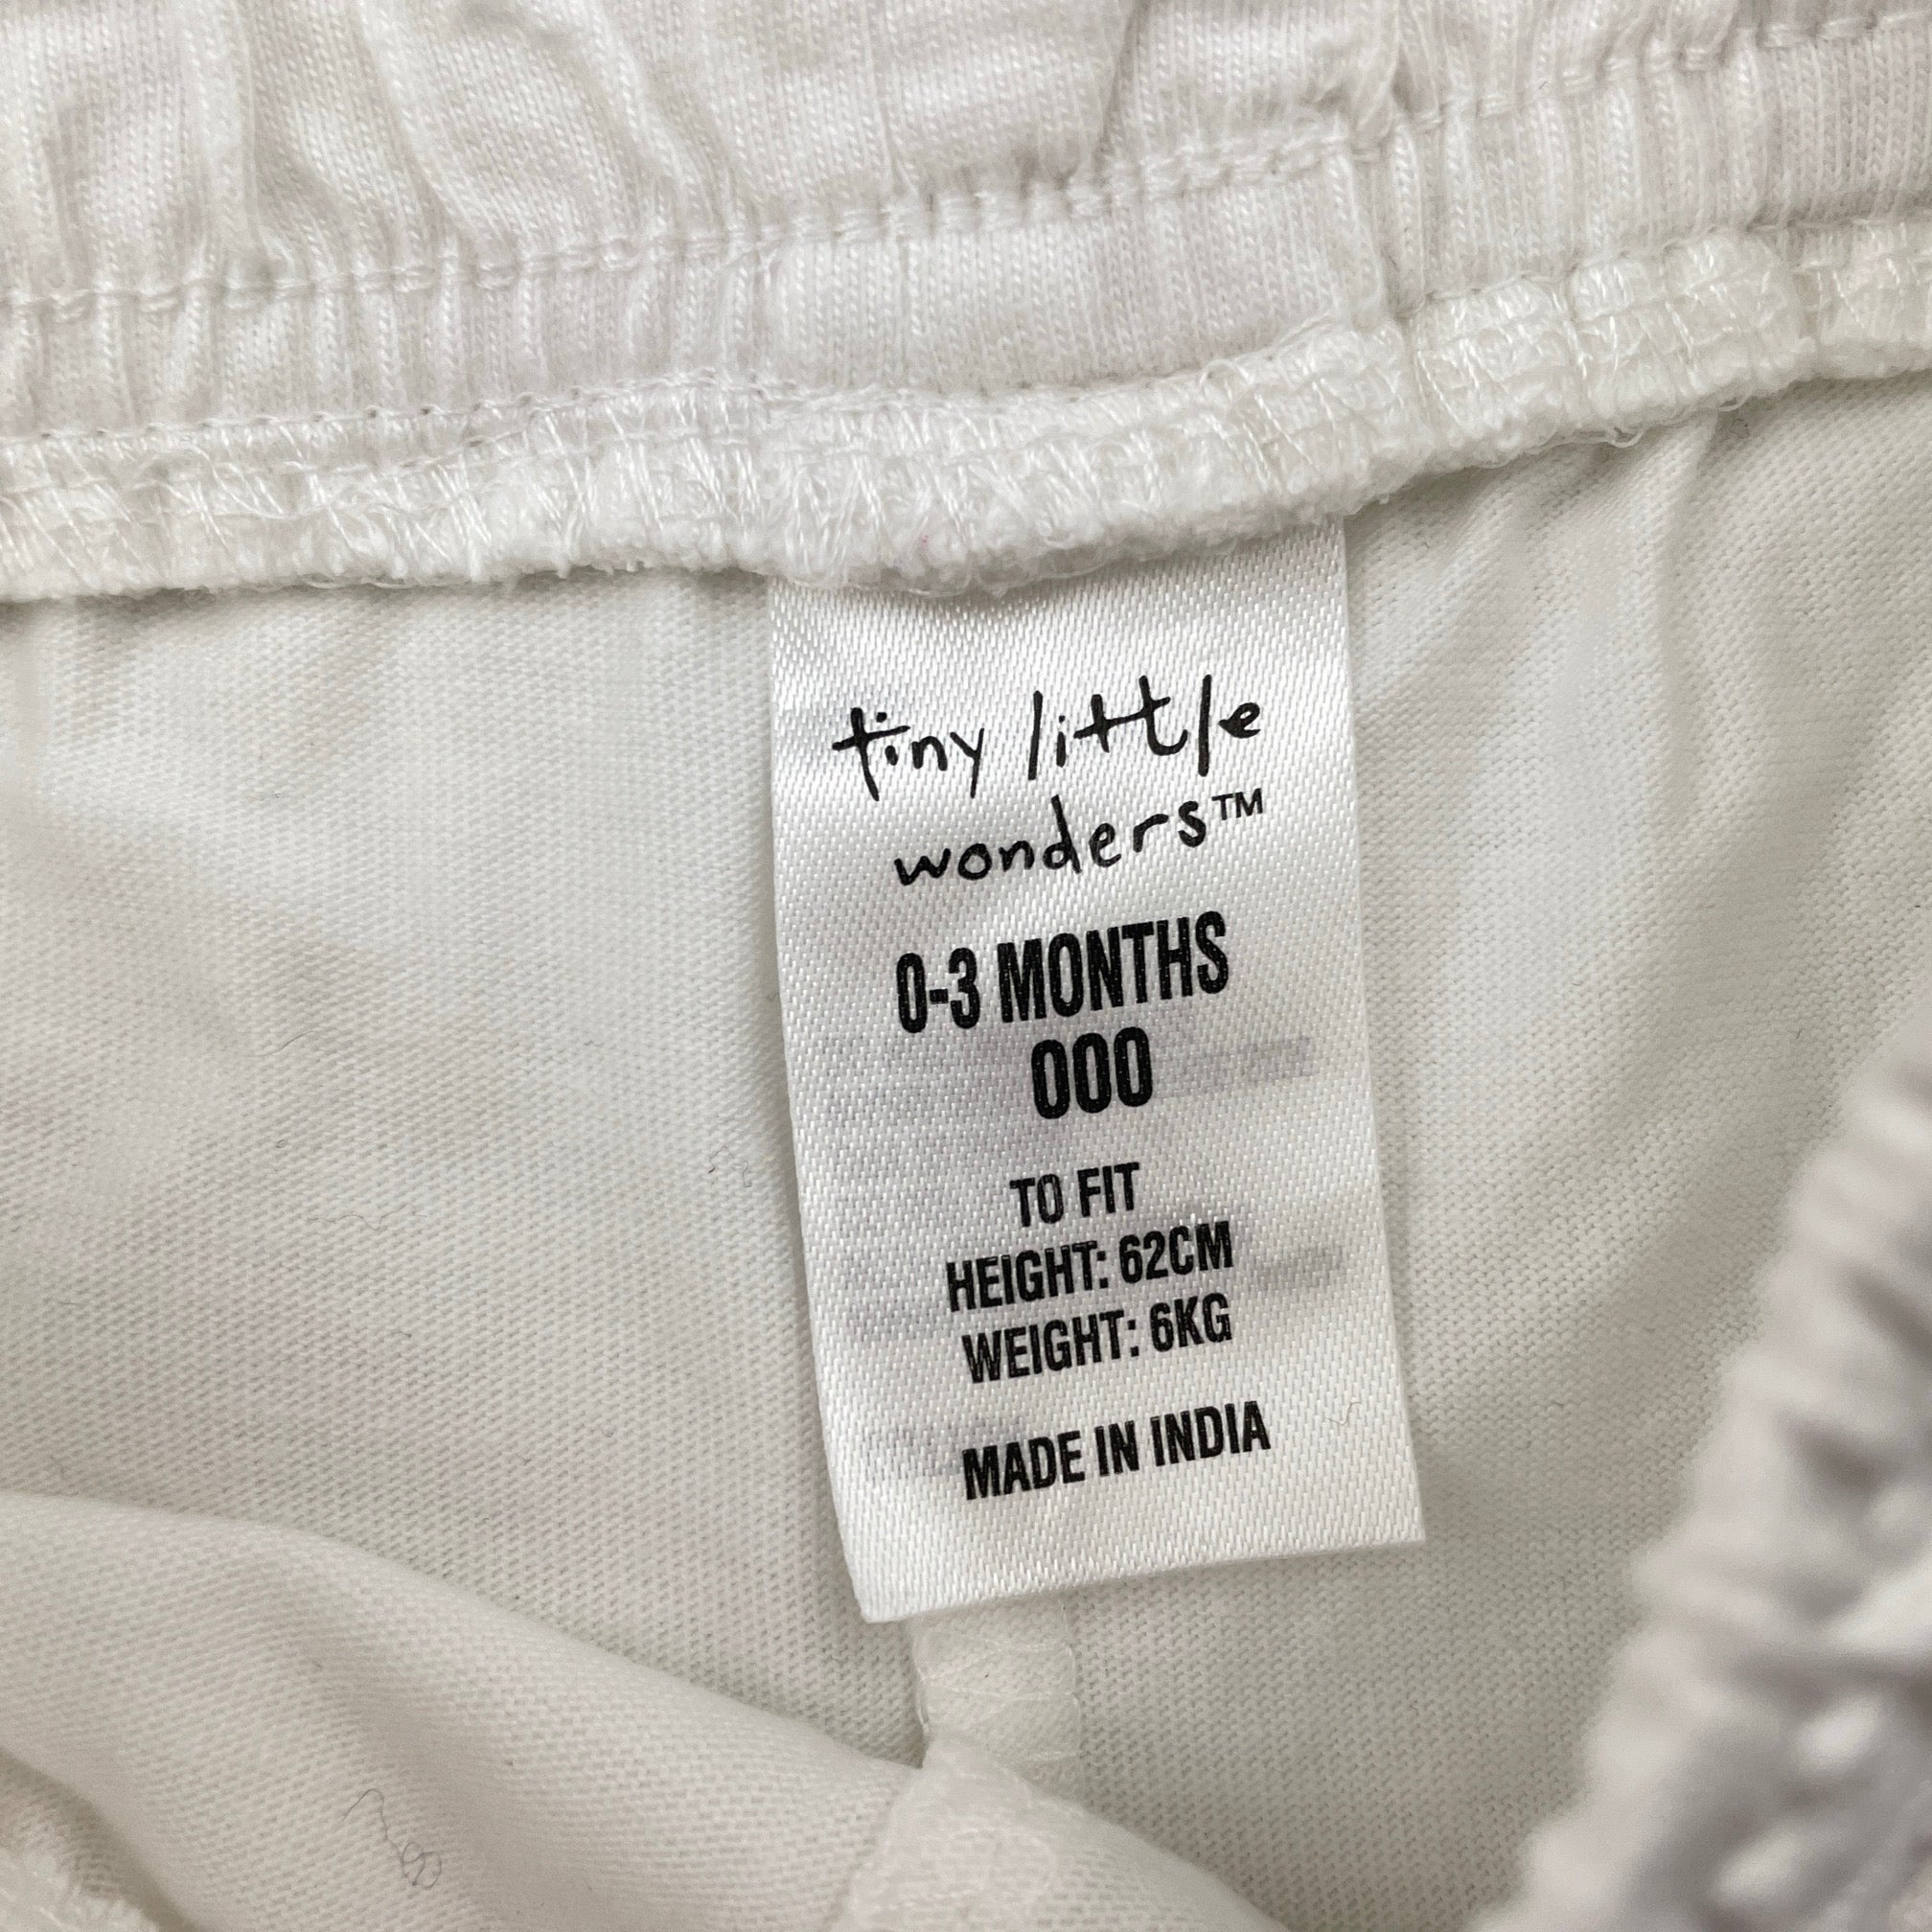 tiny little
wonders™
0-3 MONTHS
000
TO FIT
HEIGHT: 62CM
WEIGHT: 6KG
MADE IN INDIA